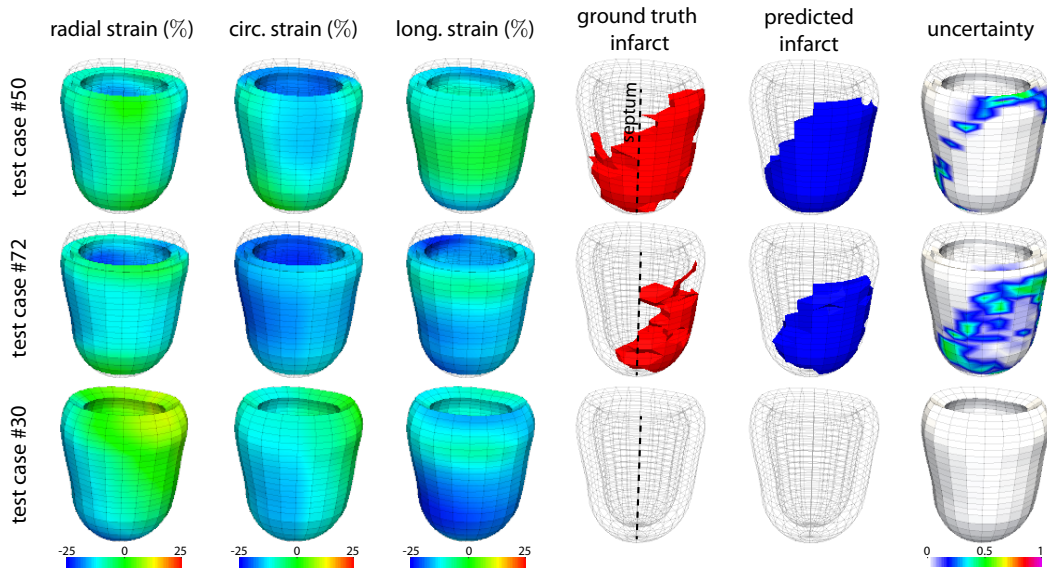 radial strain (%)
circ. strain (%)
long. strain (%)
ground truth
infarct
predicted
infarct
uncertainty
test case #50
septum
test case #72
test case #30
-25 0 25
-25 0 25
-25 0 25
0 0.5 1